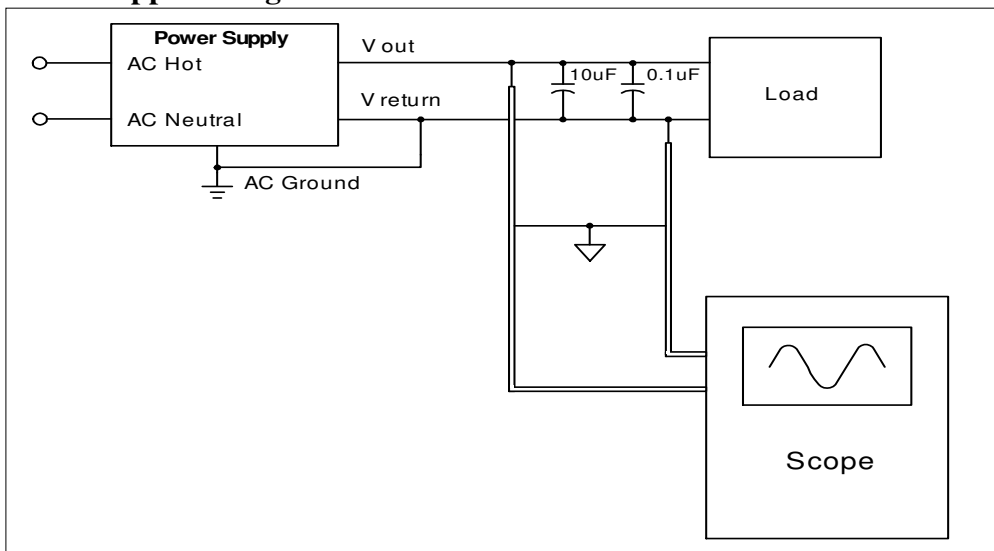 Power Supply
V out
AC Hot
10uF
0.1uF
Load
V return
AC Neutral
AC Ground
Scope